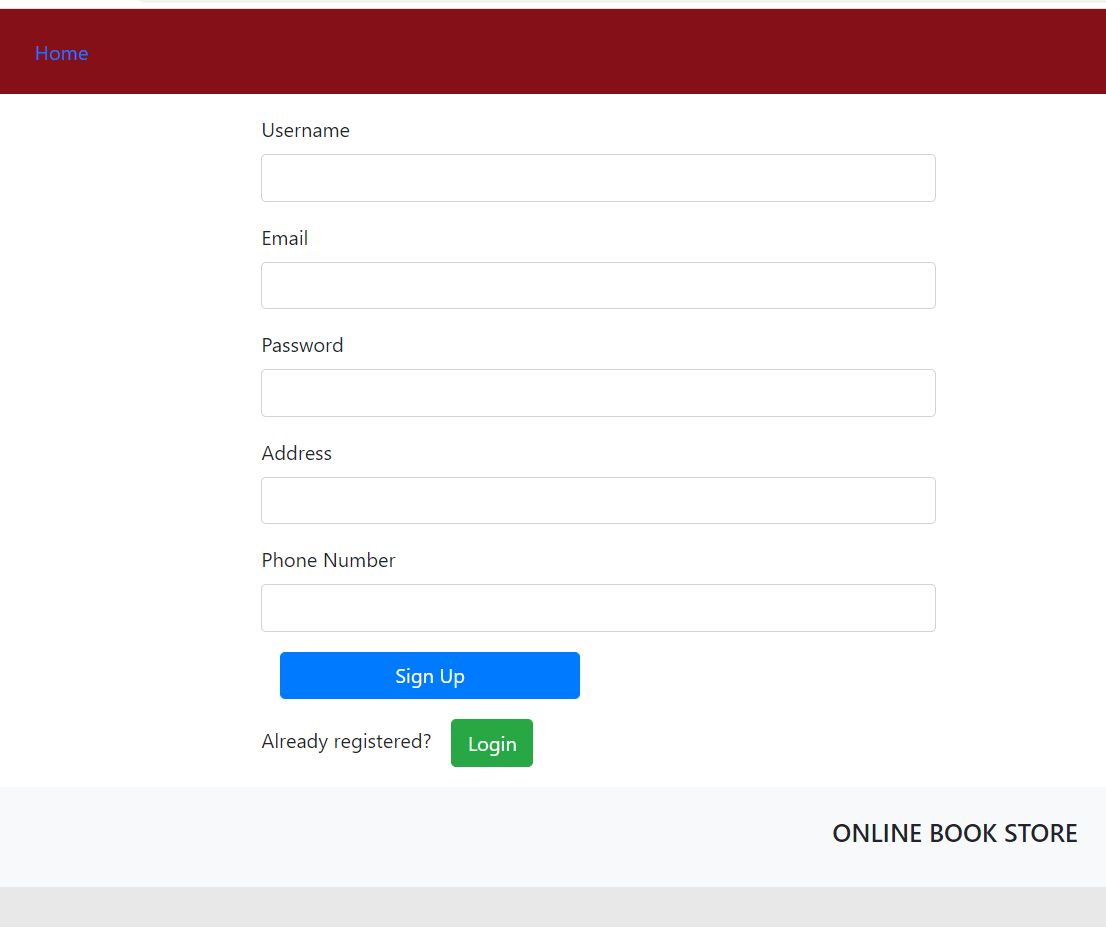 Home
Username
Email
Password
Address
Phone Number
Sign Up
Already registered? Login
ONLINE BOOK STORE